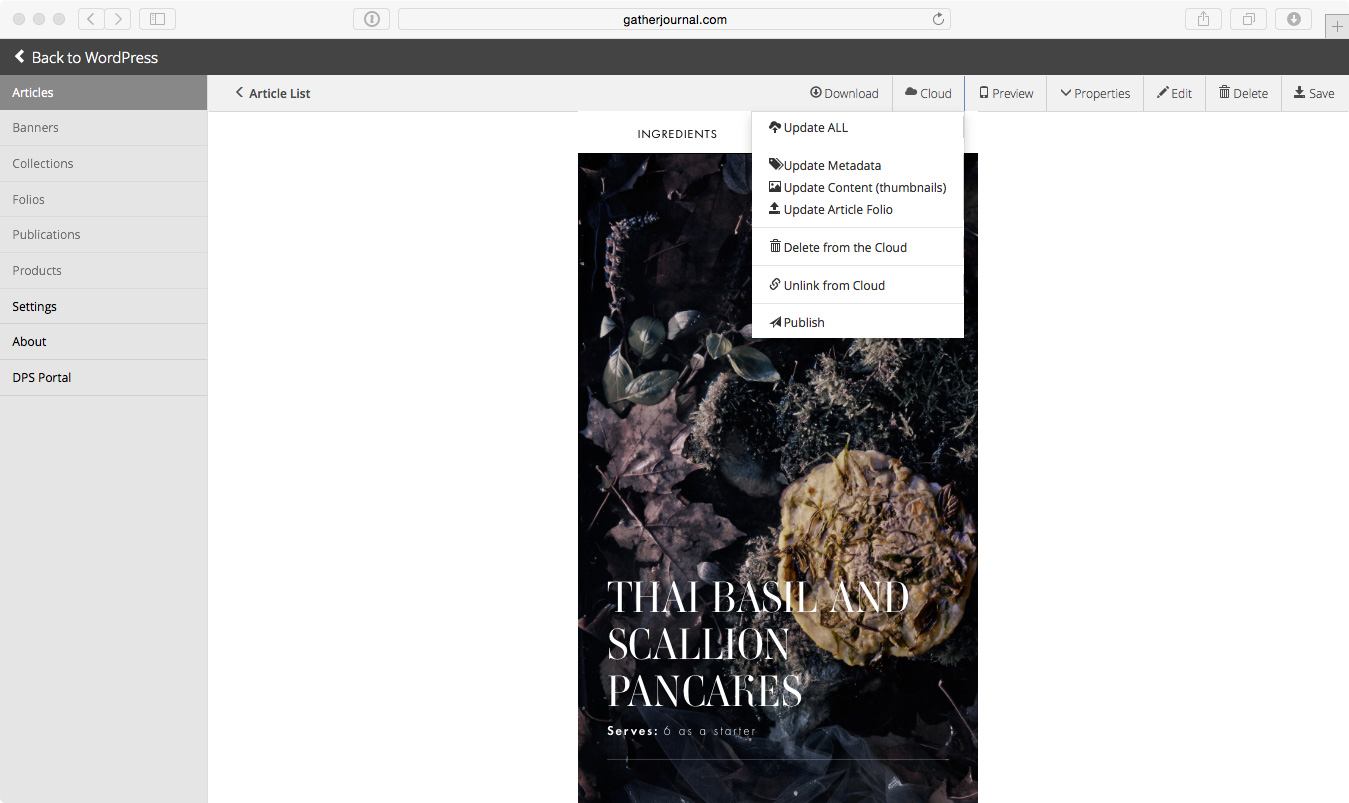 gatherjournal.com
Back to WordPress
Articles
Banners
Collections
Folios
Publications
Products
Settings
About
DPS Portal
Article List
Download
Cloud
Preview
Properties
Edit
Delete
Save
Update ALL
Update Metadata
Update Content (thumbnails)
Update Article Folio
Delete from the Cloud
Unlink from Cloud
Publish
INGREDIENTS
THAI BASIL AND
SCALLION
PANCAKES
Serves: 6 as a starter